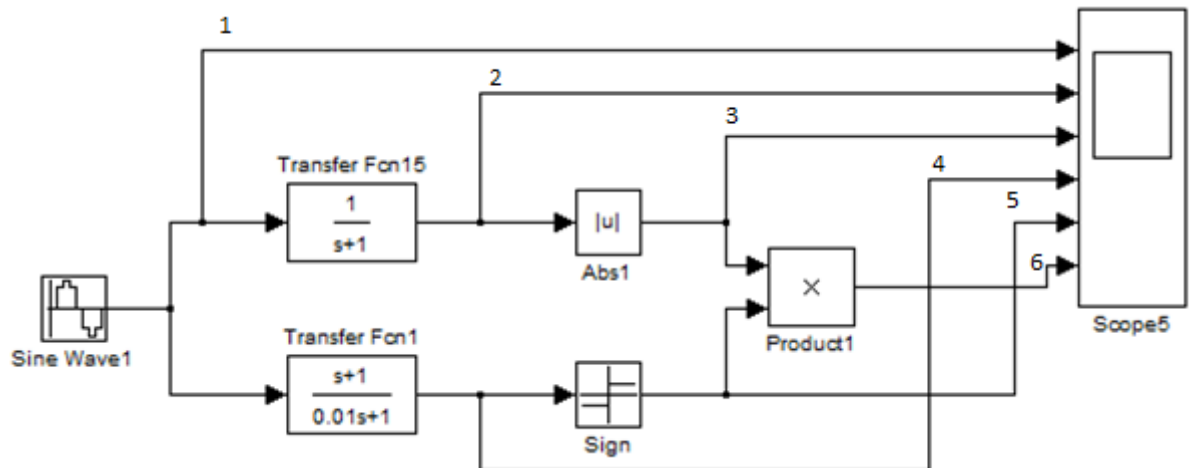 1
2
3
4
5
6
Transfer Fcn15
1
s+1
|u|
Abs1
×
Product1
Scope5
Sine Wave1
Transfer Fcn1
s+1
0.01s+1
Sign